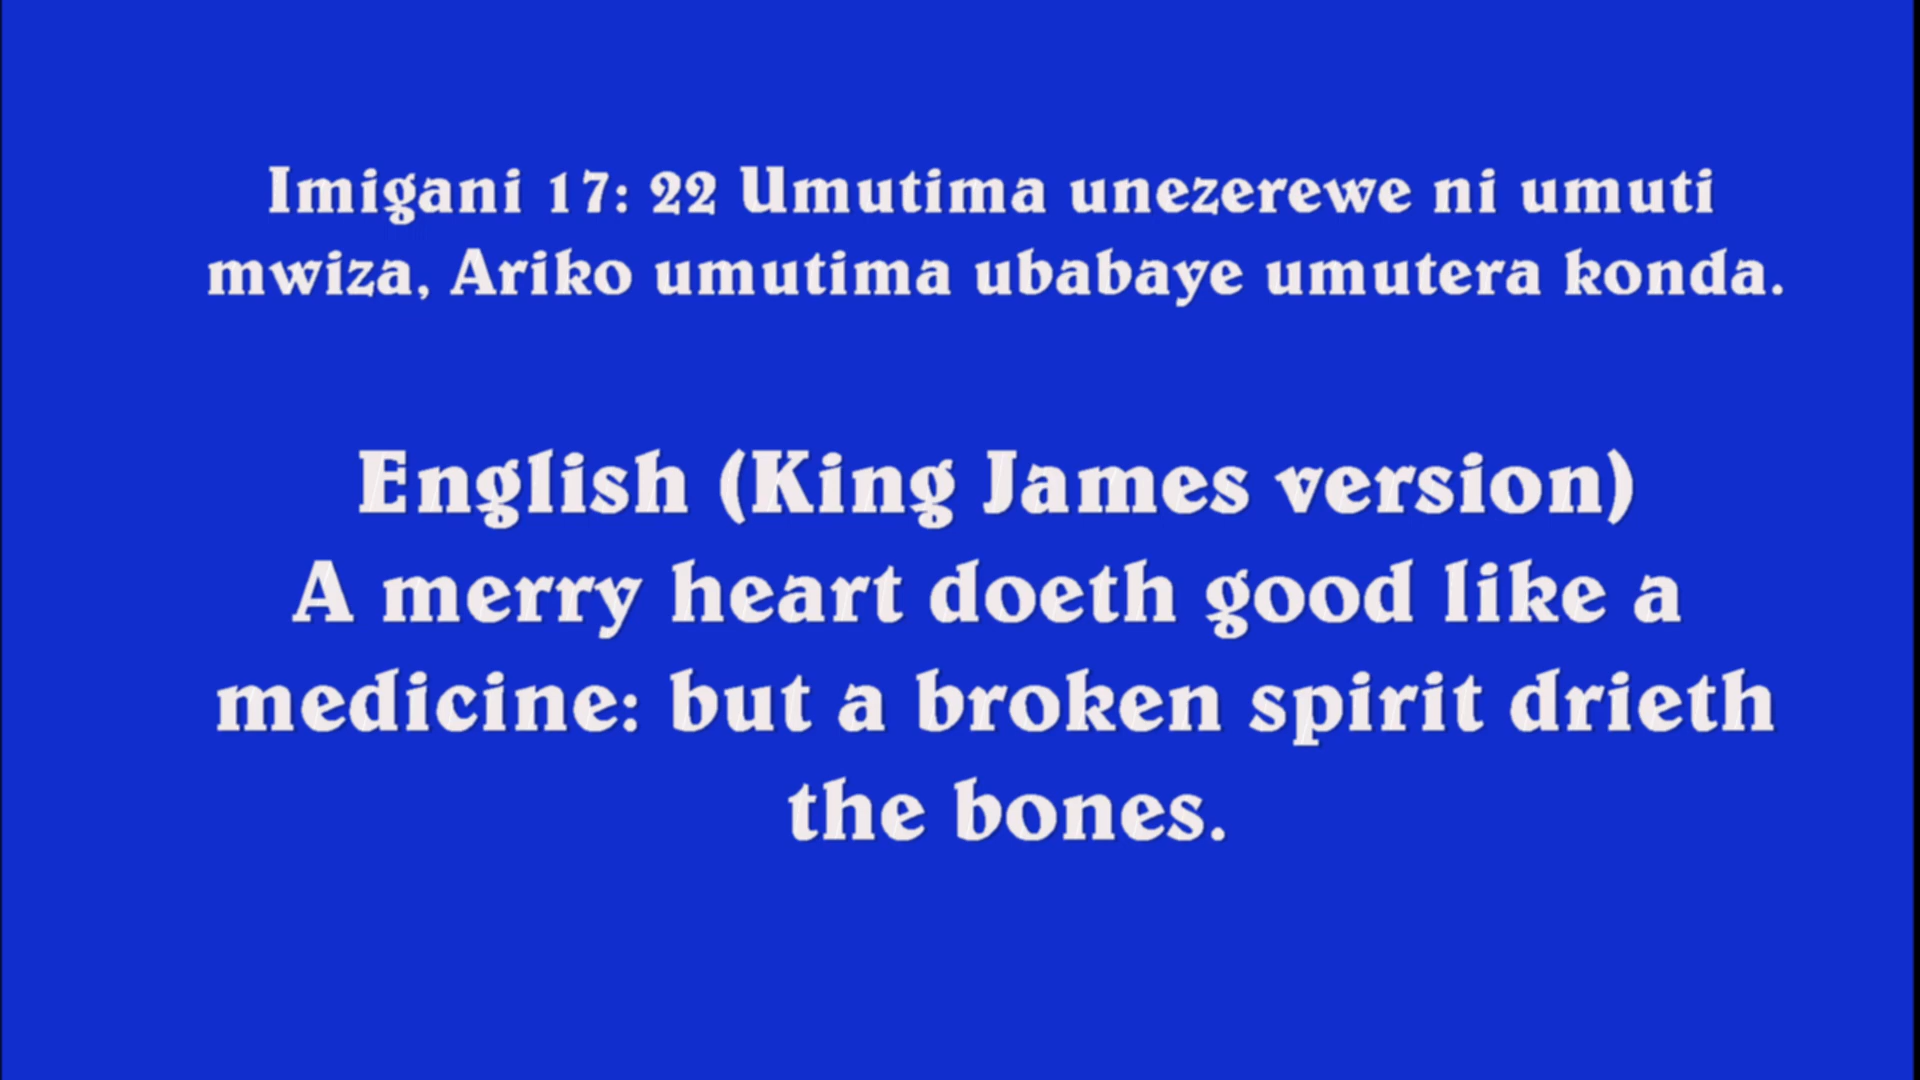 Imigani 17: 22 Umutima unezerewe ni umuti
mwiza, Ariko umutima ubabaye umutera konda.
English (King James version)
A merry heart doeth good like a
medicine: but a broken spirit drieth
the bones.